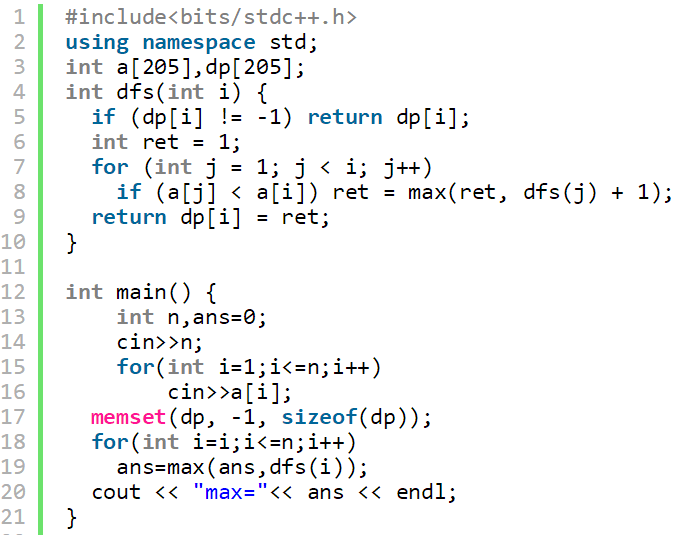 1 #include<bits/stdc++.h>
2 using namespace std;
3 int a[205],dp[205];
4 int dfs(int i) {
5   if (dp[i] != -1) return dp[i];
6   int ret = 1;
7   for (int j = 1; j < i; j++)
8     if (a[j] < a[i]) ret = max(ret, dfs(j) + 1);
9   return dp[i] = ret;
10 }
11
12 int main() {
13     int n,ans=0;
14     cin>>n;
15     for(int i=1;i<=n;i++)
16         cin>>a[i];
17   memset(dp, -1, sizeof(dp));
18   for(int i=i;i<=n;i++)
19     ans=max(ans,dfs(i));
20   cout << "max="<< ans << endl;
21 }